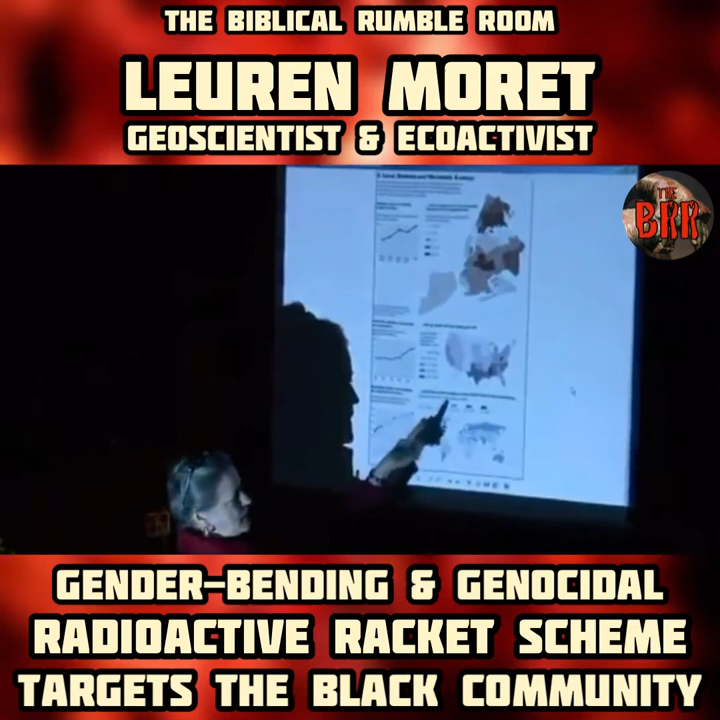 THE BIBLICAL RUMBLE ROOM
LEUREN MORET
GEOSCIENTIST & ECOACTIVIST
THE
BRR
GENDER-BENDING & GENOCIDAL
RADIOACTIVE RACKET SCHEME
TARGETS THE BLACK COMMUNITY